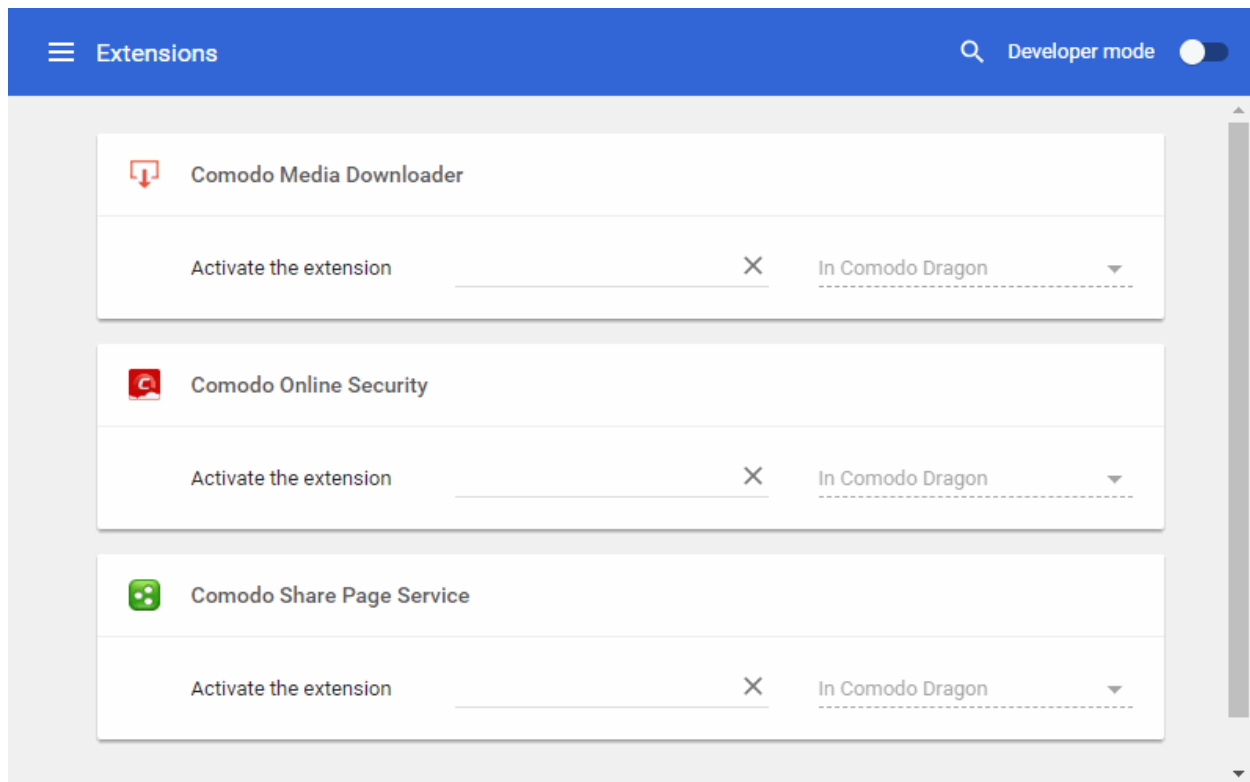 Extensions
Developer mode
Comodo Media Downloader
Activate the extension In Comodo Dragon
Comodo Online Security
Activate the extension In Comodo Dragon
Comodo Share Page Service
Activate the extension In Comodo Dragon